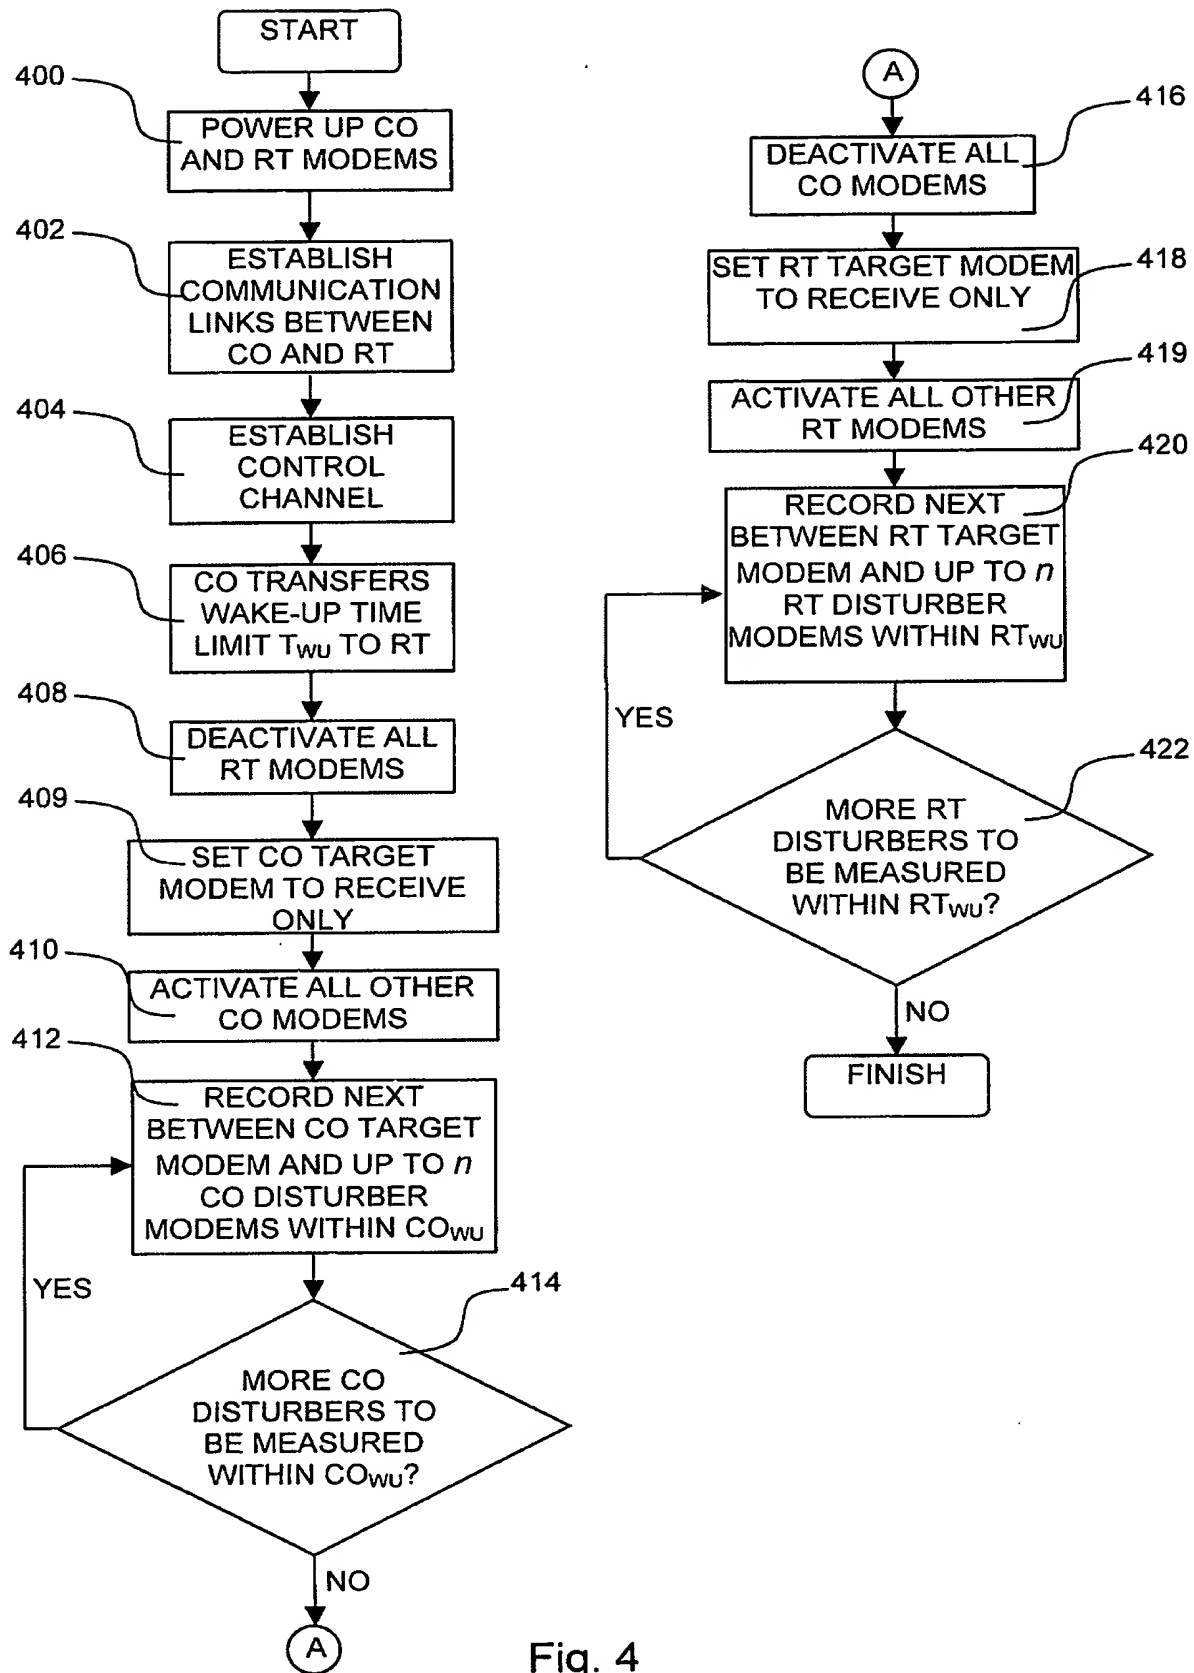 START
400
POWER UP CO
AND RT MODEMS
402
ESTABLISH
COMMUNICATION
LINKS BETWEEN
CO AND RT
404
ESTABLISH
CONTROL
CHANNEL
406
CO TRANSFERS
WAKE-UP TIME
LIMIT TWU TO RT
408
DEACTIVATE ALL
RT MODEMS
409
SET CO TARGET
MODEM TO RECEIVE
ONLY
410
ACTIVATE ALL OTHER
CO MODEMS
412
RECORD NEXT
BETWEEN CO TARGET
MODEM AND UP TO n
CO DISTURBER
MODEMS WITHIN COWU
YES
414
MORE CO
DISTURBERS TO
BE MEASURED
WITHIN COWU?
NO
A
A
416
DEACTIVATE ALL
CO MODEMS
418
SET RT TARGET MODEM
TO RECEIVE ONLY
419
ACTIVATE ALL OTHER
RT MODEMS
420
RECORD NEXT
BETWEEN RT TARGET
MODEM AND UP TO n
RT DISTURBER
MODEMS WITHIN RTWU
YES
422
MORE RT
DISTURBERS TO
BE MEASURED
WITHIN RTWU?
NO
FINISH
Fig. 4